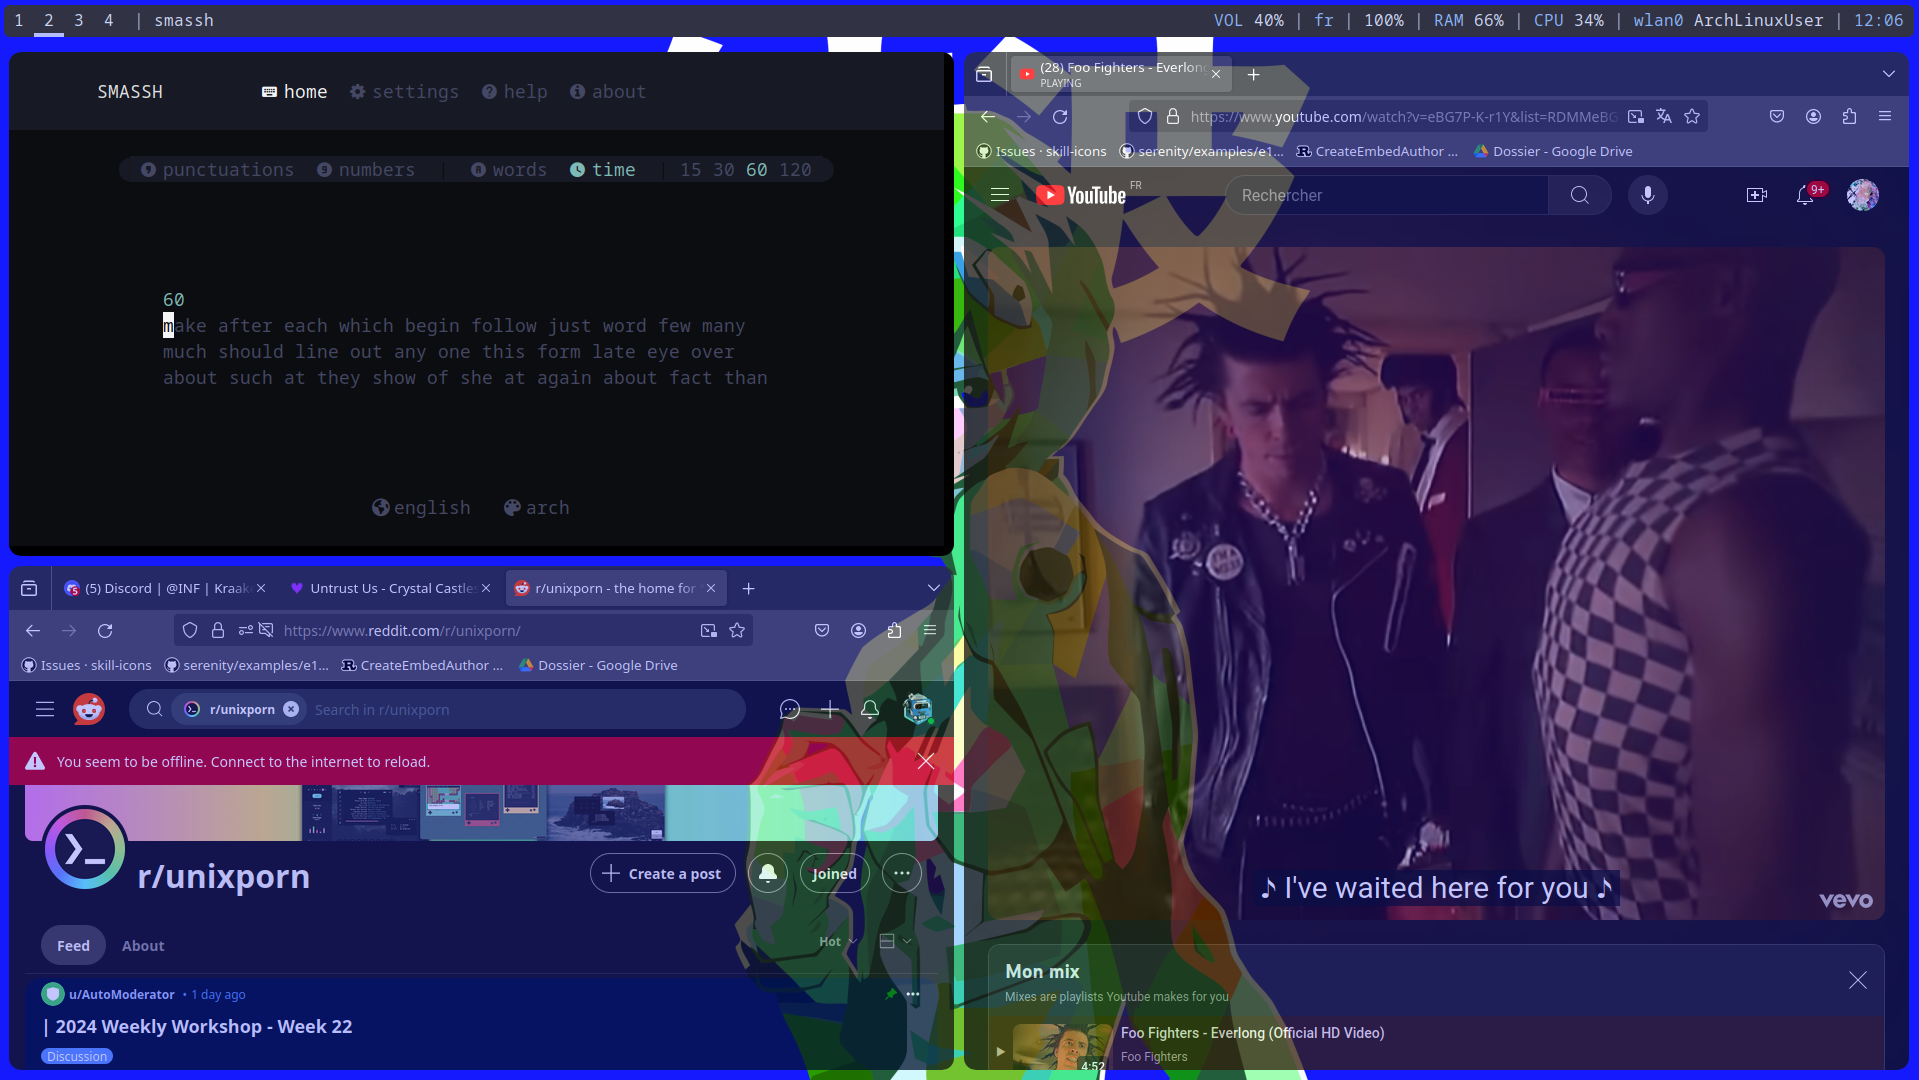 1 2 3 4 | smassh
VOL 40% | fr | 100% | RAM 66% | CPU 34% | wlan0 ArchLinuxUser | 12:06
SMASSH home settings help about
punctuations numbers words time 15 30 60 120
60
make after each which begin follow just word few many
much should line out any one this form late eye over
about such at they show of she at again about fact than
english arch
(5) Discord | @INF | Kraak
Untrust Us - Crystal Castles
r/unixporn - the home for
https://www.reddit.com/r/unixporn/
Issues · skill-icons serenity/examples/e1... CreateEmbedAuthor ... Dossier - Google Drive
r/unixporn Search in r/unixporn
You seem to be offline. Connect to the internet to reload.
r/unixporn
Create a post Joined
Feed About
Hot
u/AutoModerator • 1 day ago
| 2024 Weekly Workshop - Week 22
Discussion
(28) Foo Fighters - Everlong
PLAYING
https://www.youtube.com/watch?v=eBG7P-K-r1Y&list=RDMMeBG
Issues · skill-icons serenity/examples/e1... CreateEmbedAuthor ... Dossier - Google Drive
YouTube FR
Rechercher
9+
♪ I've waited here for you ♪
vevo
Mon mix
Mixes are playlists Youtube makes for you
Foo Fighters - Everlong (Official HD Video)
Foo Fighters
4:52